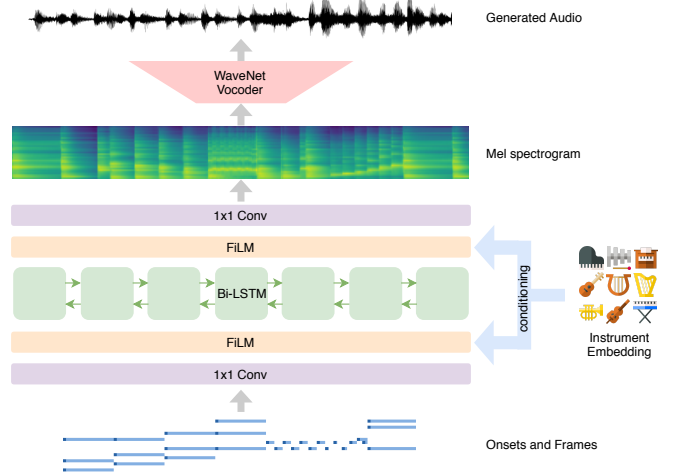 Generated Audio
WaveNet
Vocoder
Mel spectrogram
1x1 Conv
FiLM
Bi-LSTM
conditioning
Instrument
Embedding
FiLM
1x1 Conv
Onsets and Frames